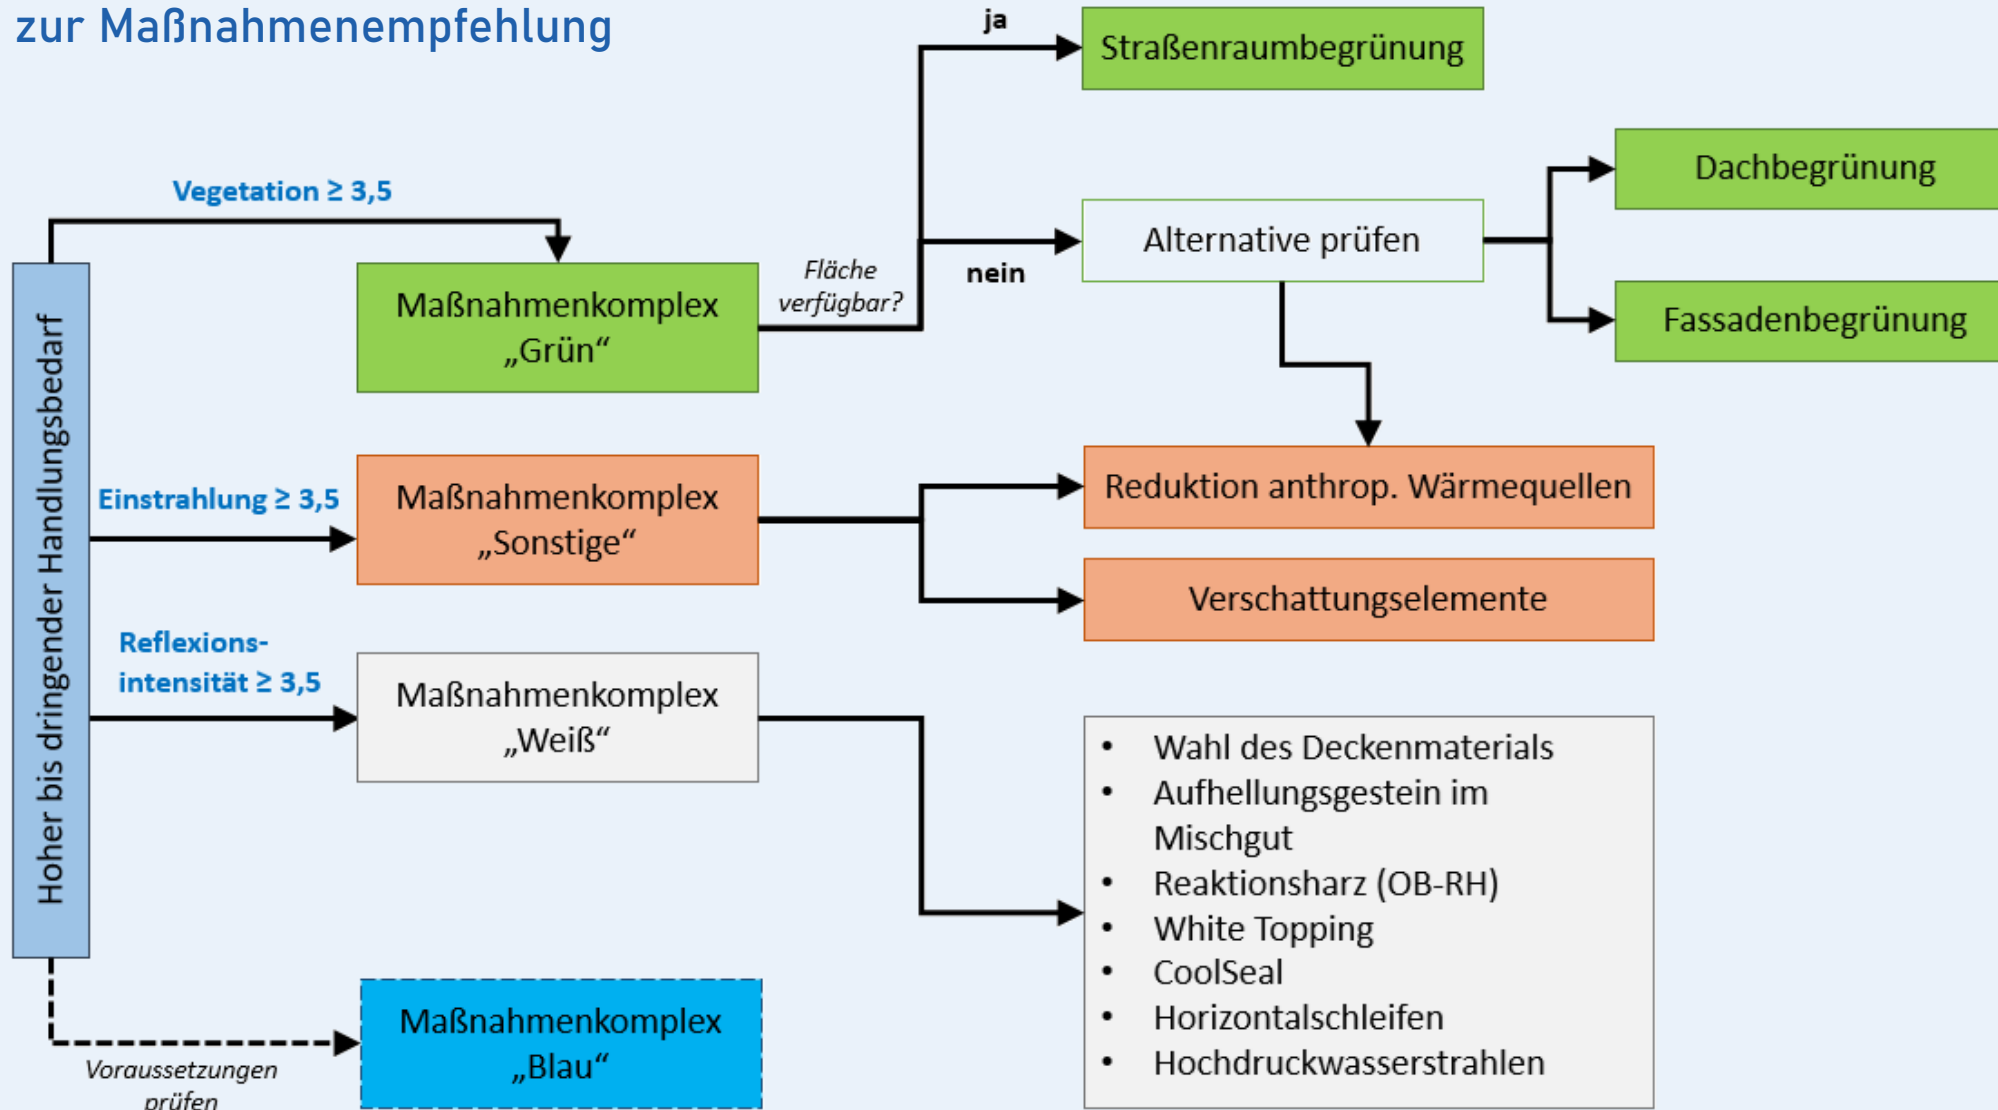 zur Maßnahmenempfehlung
ja
Straßenraumbegrünung
Dachbegrünung
Vegetation ≥ 3,5
Alternative prüfen
Fläche
verfügbar?
nein
Maßnahmenkomplex
„Grün“
Fassadenbegrünung
Hoher bis dringender Handlungsbedarf
Einstrahlung ≥ 3,5
Maßnahmenkomplex
„Sonstige“
Reduktion anthrop. Wärmequellen
Verschattungselemente
Reflexions-
intensität ≥ 3,5
Maßnahmenkomplex
„Weiß“
• Wahl des Deckenmaterials
• Aufhellungsgestein im
Mischgut
• Reaktionsharz (OB-RH)
• White Topping
• CoolSeal
• Horizontalschleifen
• Hochdruckwasserstrahlen
Maßnahmenkomplex
„Blau“
Voraussetzungen
prüfen